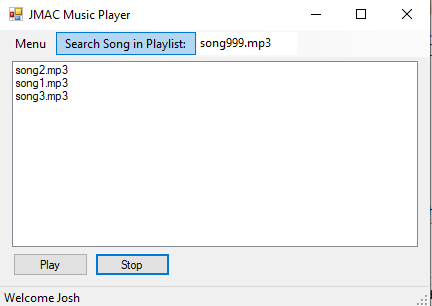 JMAC Music Player
Menu Search Song in Playlist: song999.mp3
song2.mp3
song1.mp3
song3.mp3
Play Stop
Welcome Josh